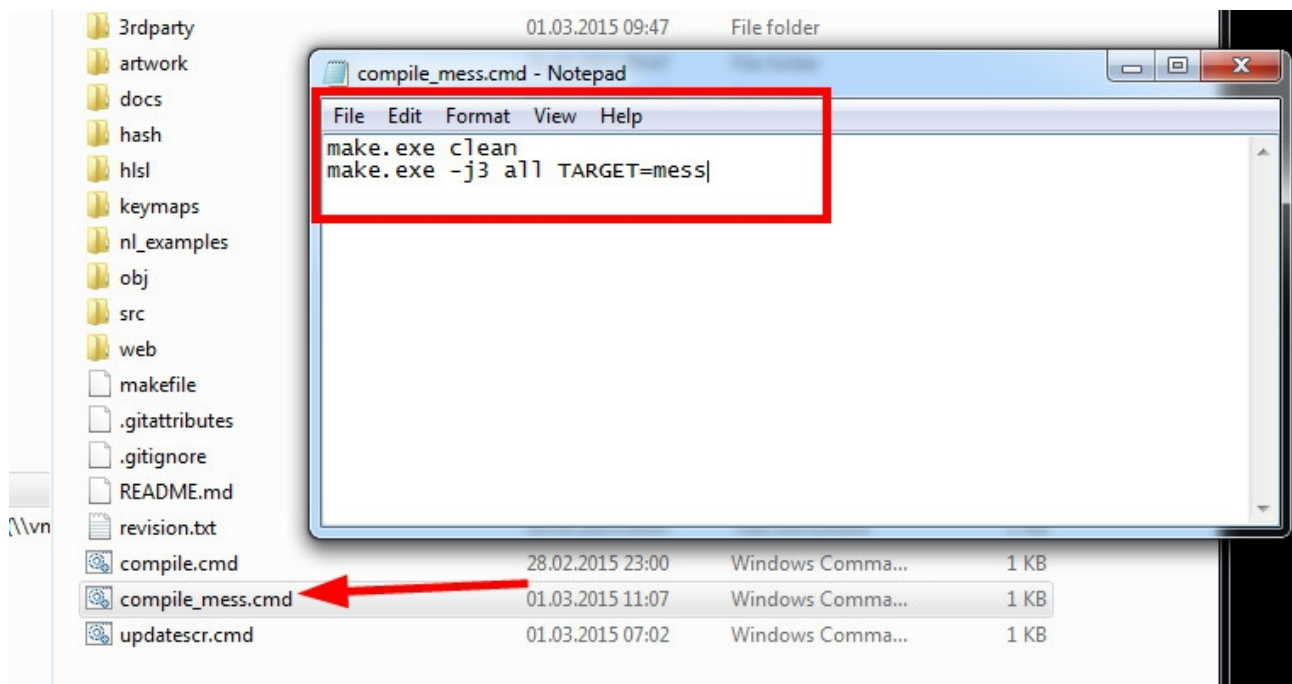 3rdparty 01.03.2015 09:47 File folder
artwork
docs
hash
hlsl
keymaps
nl_examples
obj
src
web
makefile
.gitattributes
.gitignore
README.md
revision.txt
compile_mess.cmd - Notepad
File Edit Format View Help
make.exe clean
make.exe -j3 all TARGET=mess
(\\vn
compile.cmd 28.02.2015 23:00 Windows Comma... 1 KB
compile_mess.cmd 01.03.2015 11:07 Windows Comma... 1 KB
updatescr.cmd 01.03.2015 07:02 Windows Comma... 1 KB